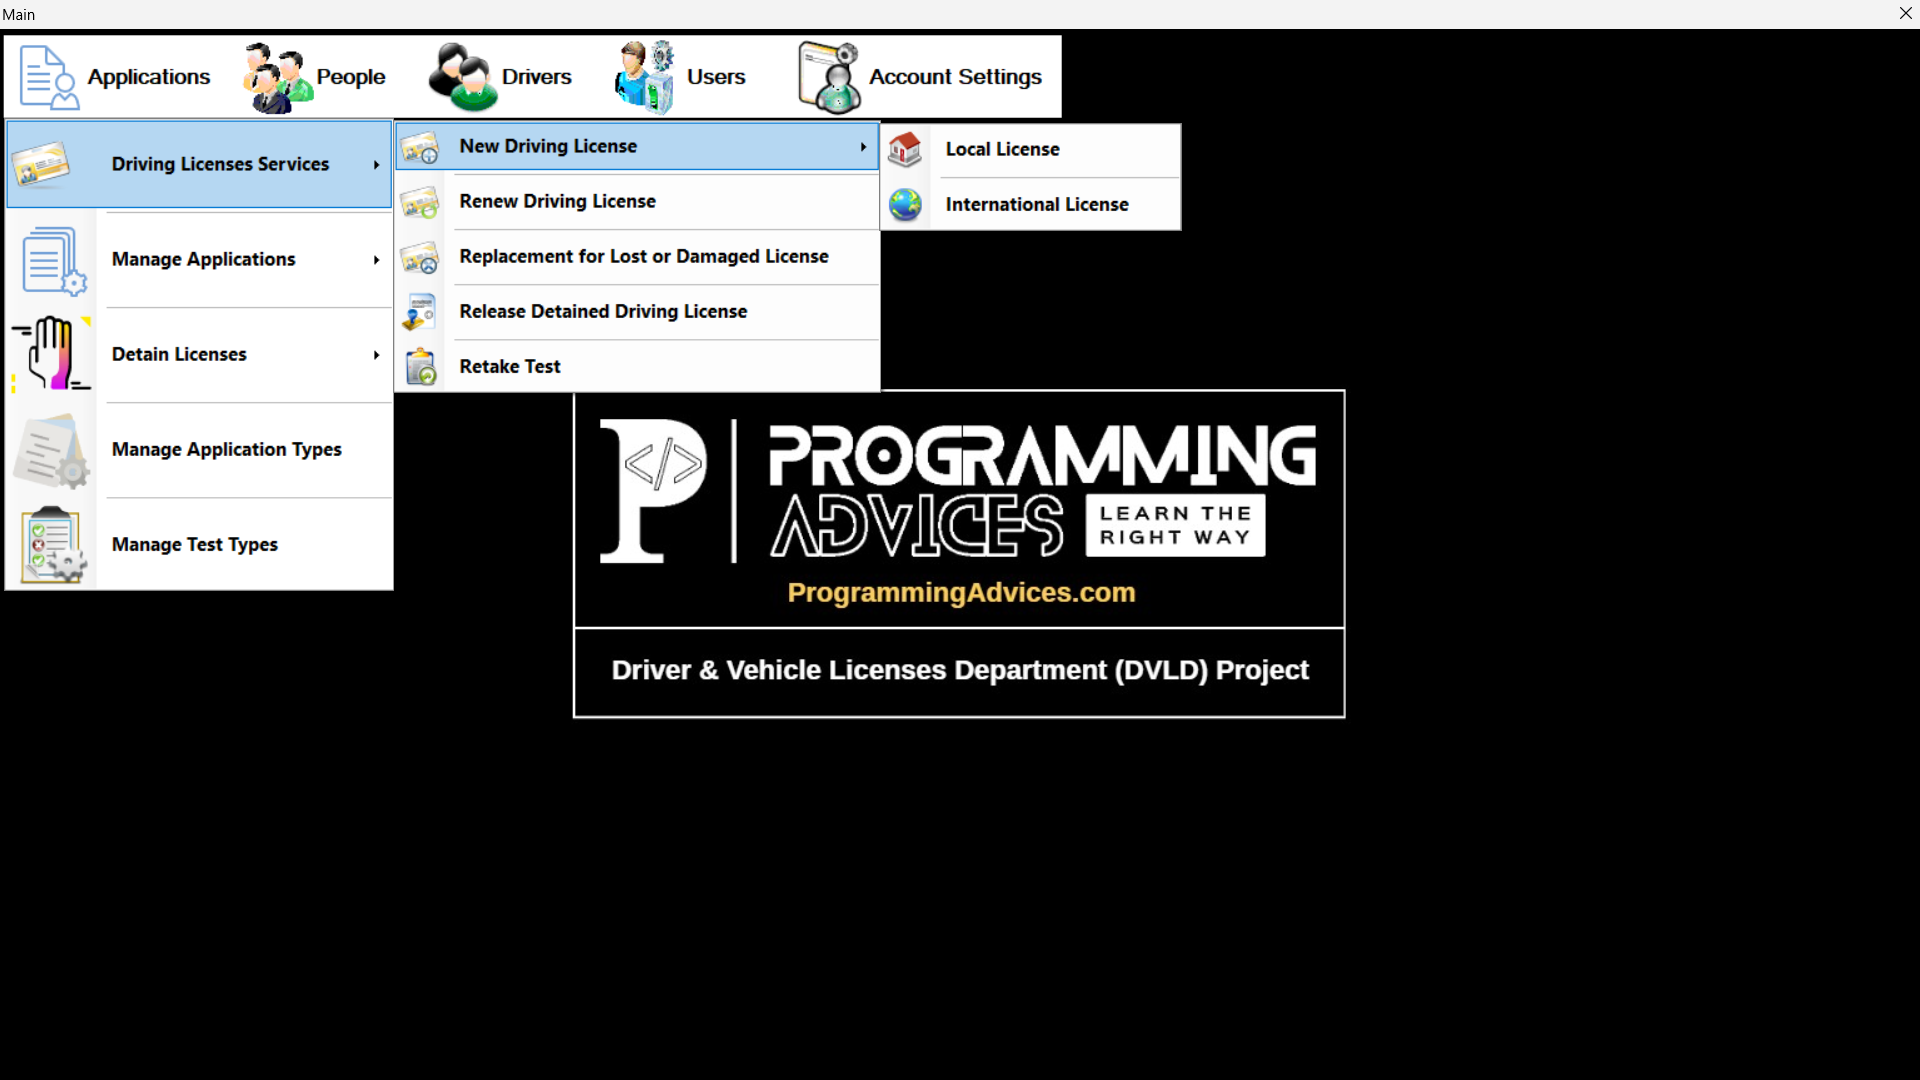 Main
Applications
People
Drivers
Users
Account Settings
Driving Licenses Services
Manage Applications
Detain Licenses
Manage Application Types
Manage Test Types
New Driving License
Renew Driving License
Replacement for Lost or Damaged License
Release Detained Driving License
Retake Test
Local License
International License
P </>
PROGRAMMING
ADVICES
LEARN THE
RIGHT WAY
ProgrammingAdvices.com
Driver & Vehicle Licenses Department (DVLD) Project